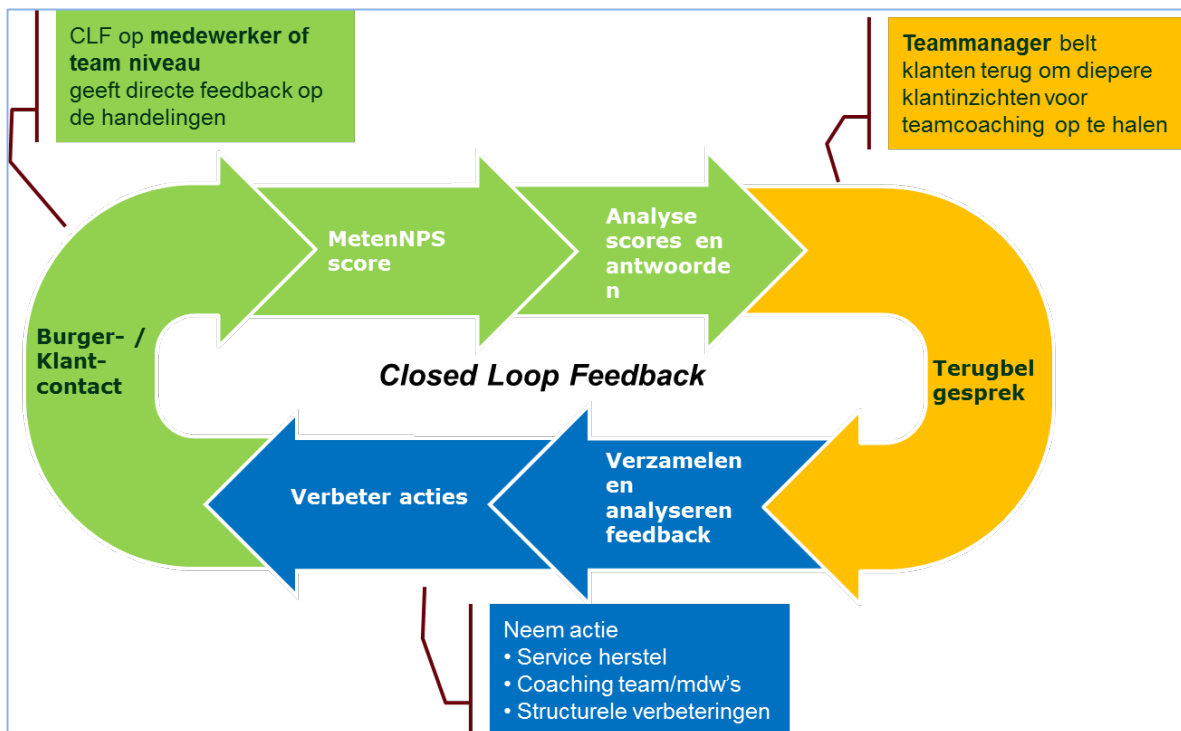 CLF op medewerker of
team niveau
geeft directe feedback op
de handelingen
Teammanager belt
klanten terug om diepere
klantinzichten voor
teamcoaching op te halen
MetenNPS
score
Analyse
scores en
antwoorde
n
Burger- /
Klant-
contact
Closed Loop Feedback
Terugbel
gesprek
Verbeter acties
Verzamelen
en
analyseren
feedback
Neem actie
• Service herstel
• Coaching team/mdw's
• Structurele verbeteringen